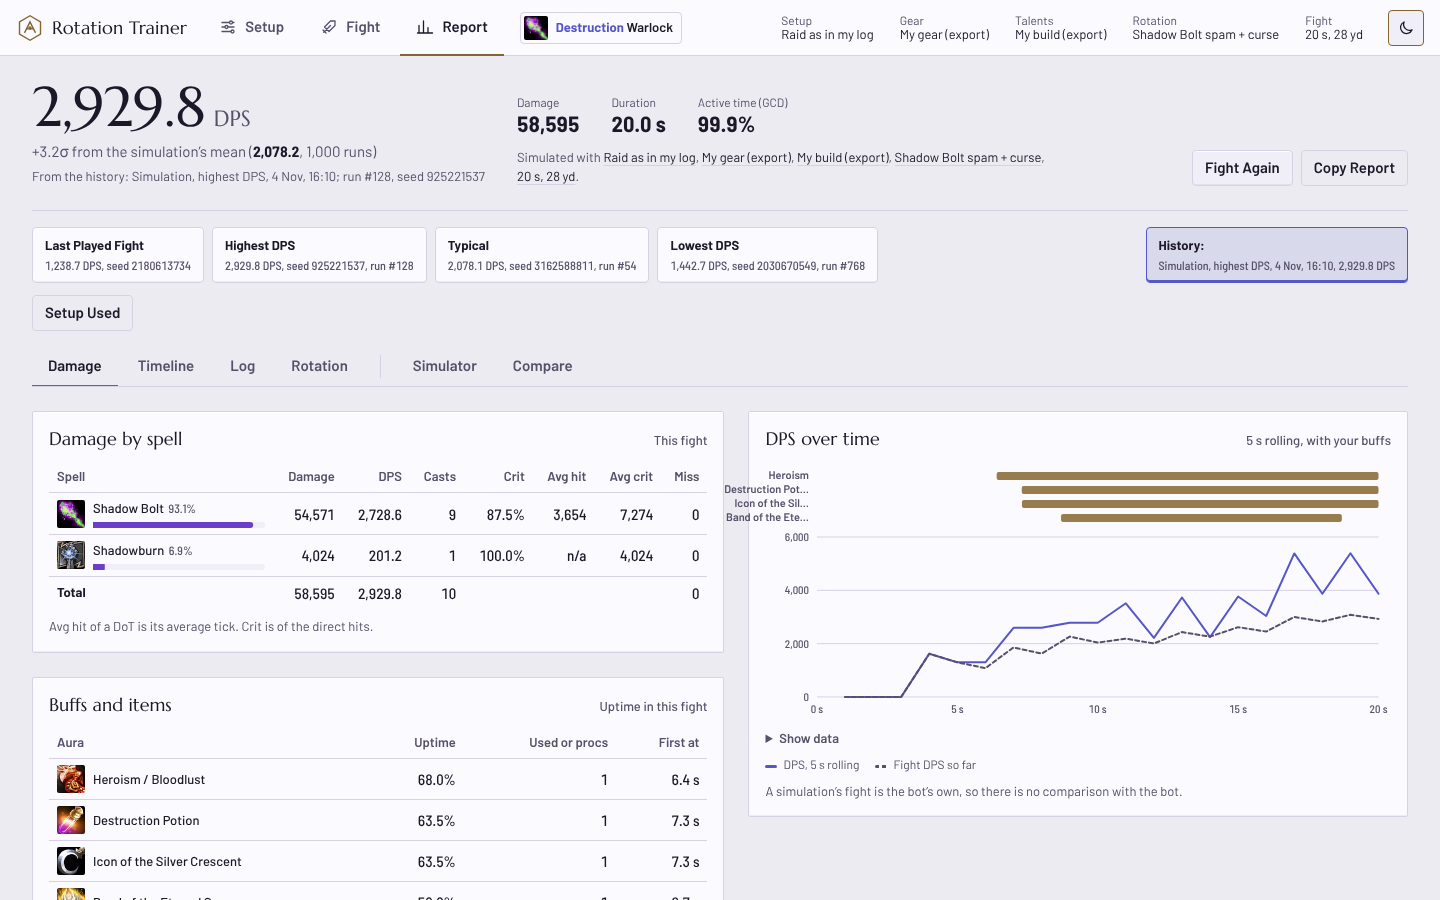 Rotation Trainer
Setup
Fight
Report
Destruction Warlock
Setup
Raid as in my log
Gear
My gear (export)
Talents
My build (export)
Rotation
Shadow Bolt spam + curse
Fight
20 s, 28 yd
2,929.8 DPS
+3.2σ from the simulation's mean (2,078.2, 1,000 runs)
From the history: Simulation, highest DPS, 4 Nov, 16:10; run #128, seed 925221537
Damage
58,595
Duration
20.0 s
Active time (GCD)
99.9%
Simulated with Raid as in my log, My gear (export), My build (export), Shadow Bolt spam + curse,
20 s, 28 yd.
Fight Again
Copy Report
Last Played Fight
1,238.7 DPS, seed 2180613734
Highest DPS
2,929.8 DPS, seed 925221537, run #128
Typical
2,078.1 DPS, seed 3162588811, run #54
Lowest DPS
1,442.7 DPS, seed 2030670549, run #768
History:
Simulation, highest DPS, 4 Nov, 16:10, 2,929.8 DPS
Setup Used
Damage
Timeline
Log
Rotation
Simulator
Compare
Damage by spell
This fight
Spell Damage DPS Casts Crit Avg hit Avg crit Miss
Shadow Bolt 93.1% 54,571 2,728.6 9 87.5% 3,654 7,274 0
Shadowburn 6.9% 4,024 201.2 1 100.0% n/a 4,024 0
Total 58,595 2,929.8 10 0
Avg hit of a DoT is its average tick. Crit is of the direct hits.
Buffs and items
Uptime in this fight
Aura Uptime Used or procs First at
Heroism / Bloodlust 68.0% 1 6.4 s
Destruction Potion 63.5% 1 7.3 s
Icon of the Silver Crescent 63.5% 1 7.3 s
DPS over time
5 s rolling, with your buffs
Heroism
Destruction Pot...
Icon of the Sil...
Band of the Ete...
6,000
4,000
2,000
0
0 s 5 s 10 s 15 s 20 s
Show data
DPS, 5 s rolling
Fight DPS so far
A simulation's fight is the bot's own, so there is no comparison with the bot.